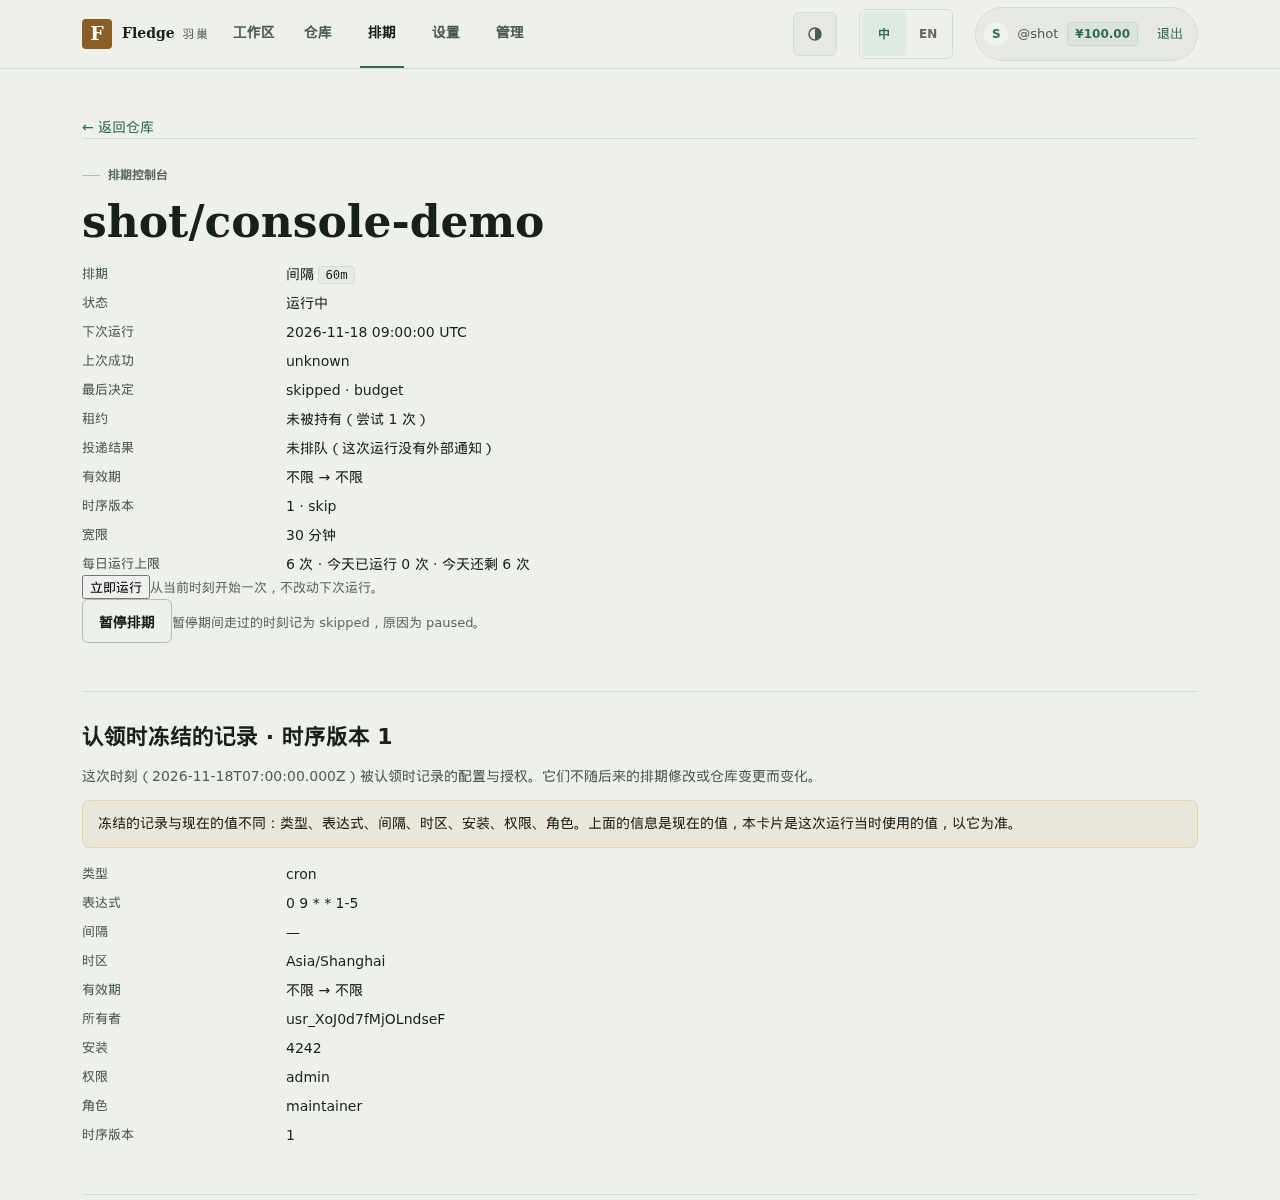 F Fledge 羽巢 工作区 仓库 排期 设置 管理 中 EN S @shot ¥100.00 退出
← 返回仓库
排期控制台
shot/console-demo
排期 间隔 60m
状态 运行中
下次运行 2026-11-18 09:00:00 UTC
上次成功 unknown
最后决定 skipped · budget
租约 未被持有（尝试 1 次）
投递结果 未排队（这次运行没有外部通知）
有效期 不限 → 不限
时序版本 1 · skip
宽限 30 分钟
每日运行上限 6 次 · 今天已运行 0 次 · 今天还剩 6 次
立即运行 从当前时刻开始一次，不改动下次运行。
暂停排期 暂停期间走过的时刻记为 skipped，原因为 paused。
认领时冻结的记录 · 时序版本 1
这次时刻（2026-11-18T07:00:00.000Z）被认领时记录的配置与授权。它们不随后来的排期修改或仓库变更而变化。
冻结的记录与现在的值不同：类型、表达式、间隔、时区、安装、权限、角色。上面的信息是现在的值，本卡片是这次运行当时使用的值，以它为准。
类型 cron
表达式 0 9 * * 1-5
间隔 —
时区 Asia/Shanghai
有效期 不限 → 不限
所有者 usr_XoJ0d7fMjOLndseF
安装 4242
权限 admin
角色 maintainer
时序版本 1